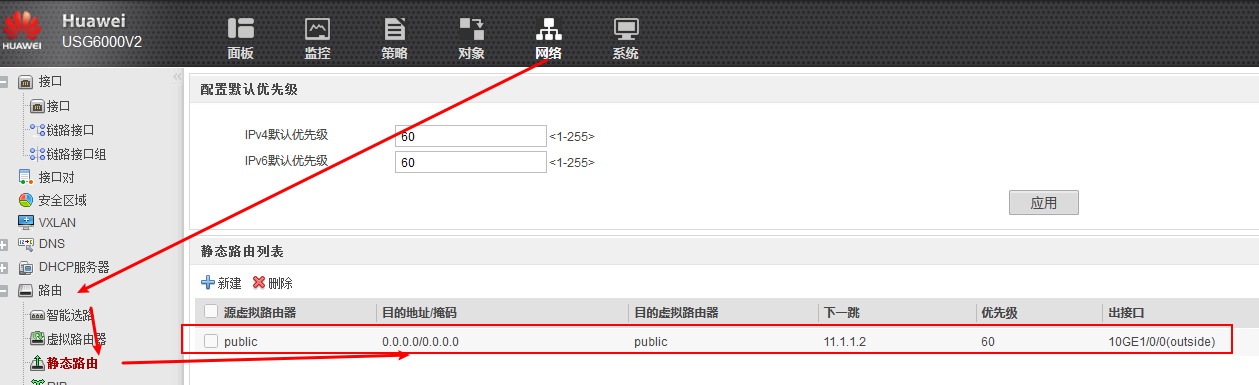 HUAWEI
Huawei
USG6000V2
面板 监控 策略 对象 网络 系统
接口
接口
链路接口
链路接口组
接口对
安全区域
VXLAN
DNS
DHCP服务器
路由
智能选路
虚拟路由器
静态路由
配置默认优先级
IPv4默认优先级 60 <1-255>
IPv6默认优先级 60 <1-255>
应用
静态路由列表
新建 删除
源虚拟路由器 目的地址/掩码 目的虚拟路由器 下一跳 优先级 出接口
public 0.0.0.0/0.0.0.0 public 11.1.1.2 60 10GE1/0/0(outside)